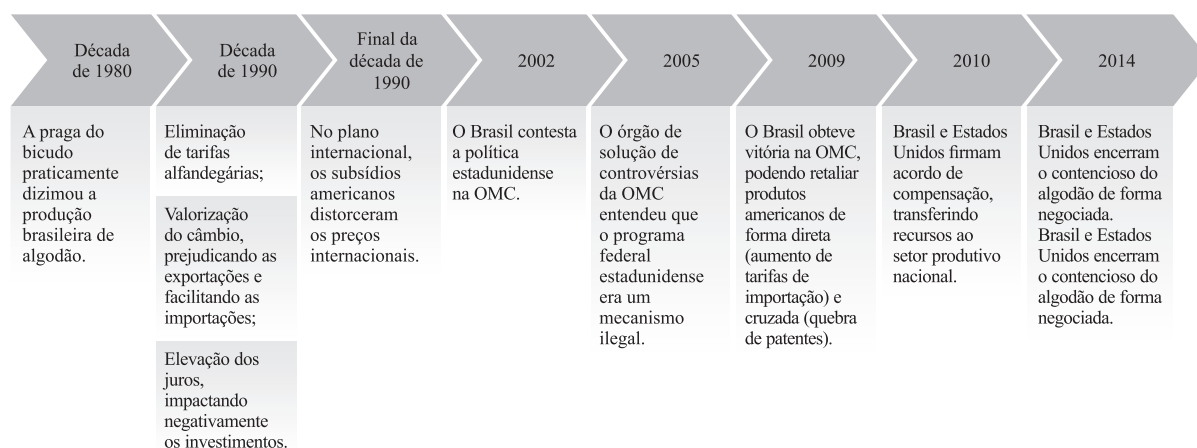 Década
de 1980
A praga do
bicudo
praticamente
dizimou a
produção
brasileira de
algodão.
Década
de 1990
Eliminação
de tarifas
alfandegárias;
Valorização
do câmbio,
prejudicando as
exportações e
facilitando as
importações;
Elevação dos
juros,
impactando
negativamente
os investimentos.
Final da
década de
1990
No plano
internacional,
os subsídios
americanos
distorceram
os preços
internacionais.
2002
O Brasil contesta
a política
estadunidense
na OMC.
2005
O órgão de
solução de
controvérsias
da OMC
entendeu que
o programa
federal
estadunidense
era um
mecanismo
ilegal.
2009
O Brasil obteve
vitória na OMC,
podendo retaliar
produtos
americanos de
forma direta
(aumento de
tarifas de
importação) e
cruzada (quebra
de patentes).
2010
Brasil e Estados
Unidos firmam
acordo de
compensação,
transferindo
recursos ao
setor produtivo
nacional.
2014
Brasil e Estados
Unidos encerram
o contencioso do
algodão de forma
negociada.
Brasil e Estados
Unidos encerram
o contencioso do
algodão de forma
negociada.